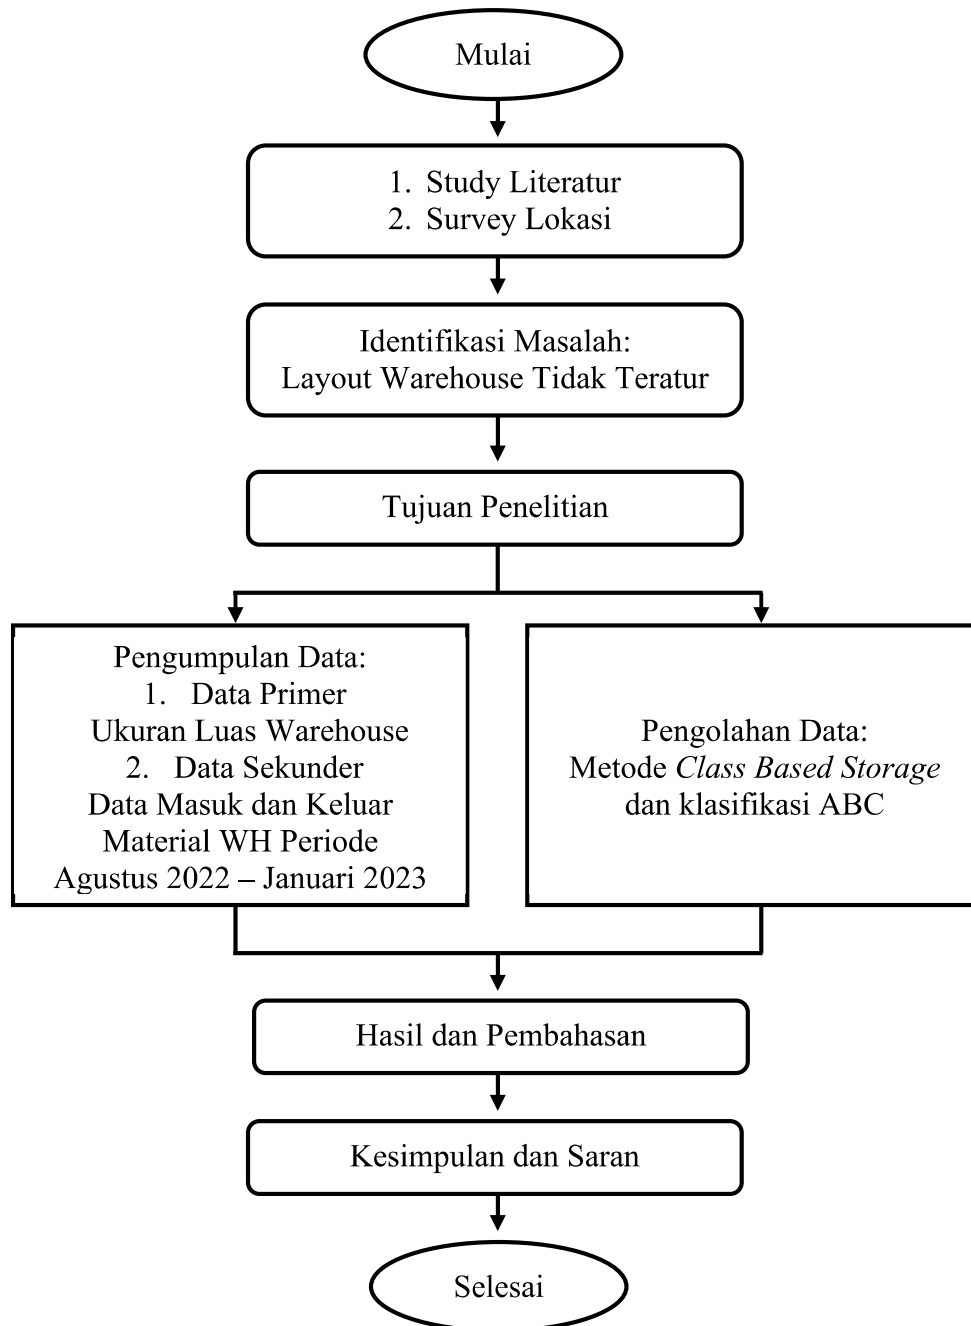 Mulai
1. Study Literatur
2. Survey Lokasi
Identifikasi Masalah:
Layout Warehouse Tidak Teratur
Tujuan Penelitian
Pengumpulan Data:
1. Data Primer
Ukuran Luas Warehouse
2. Data Sekunder
Data Masuk dan Keluar
Material WH Periode
Agustus 2022 – Januari 2023
Pengolahan Data:
Metode Class Based Storage
dan klasifikasi ABC
Hasil dan Pembahasan
Kesimpulan dan Saran
Selesai